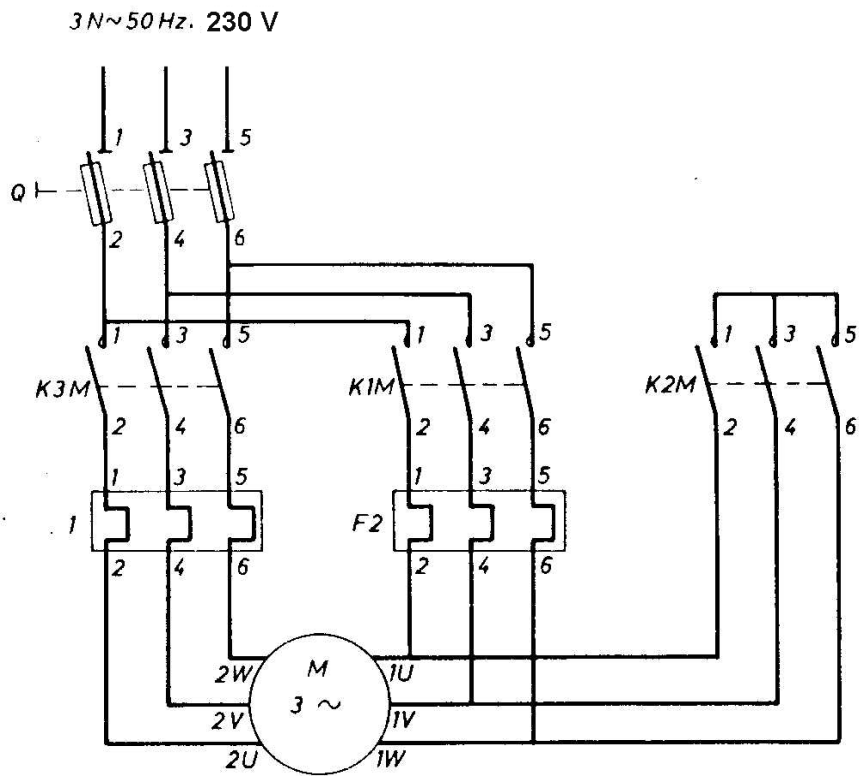 3N~50 Hz. 230 V
1 3 5
Q
2 4 6
1 3 5 1 3 5 1 3 5
K3M K1M K2M
2 4 6 2 4 6 2 4 6
1 3 5 1 3 5
1 F2
2 4 6 2 4 6
2W M 1U
3 ~
2V 1V
2U 1W